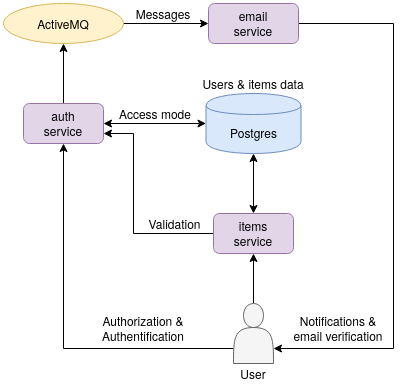 Messages
email
service
ActiveMQ
Users & items data
auth
service
Access mode
Postgres
Validation
items
service
Authorization &
Authentification
Notifications &
email verification
User